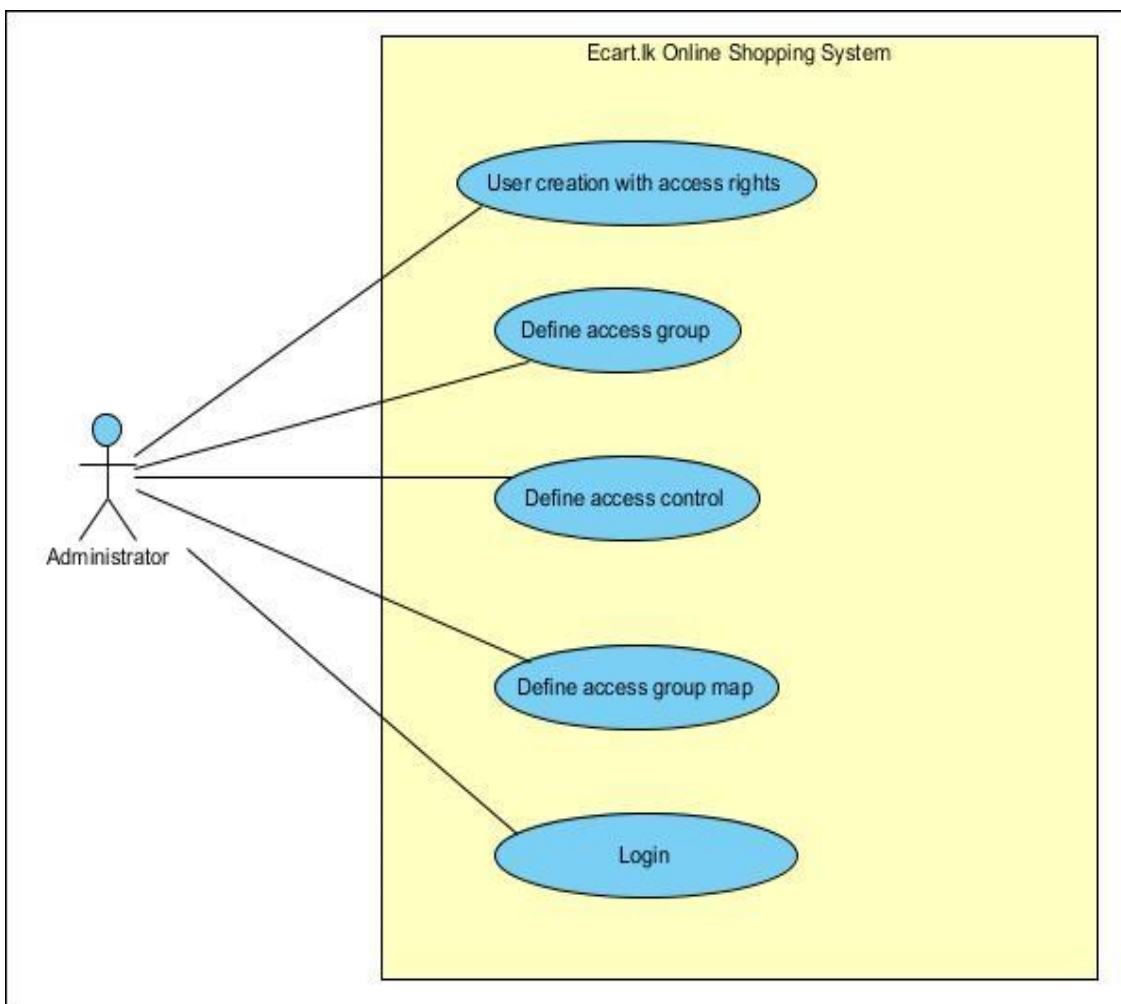 Ecart.lk Online Shopping System
User creation with access rights
Define access group
Define access control
Administrator
Define access group map
Login